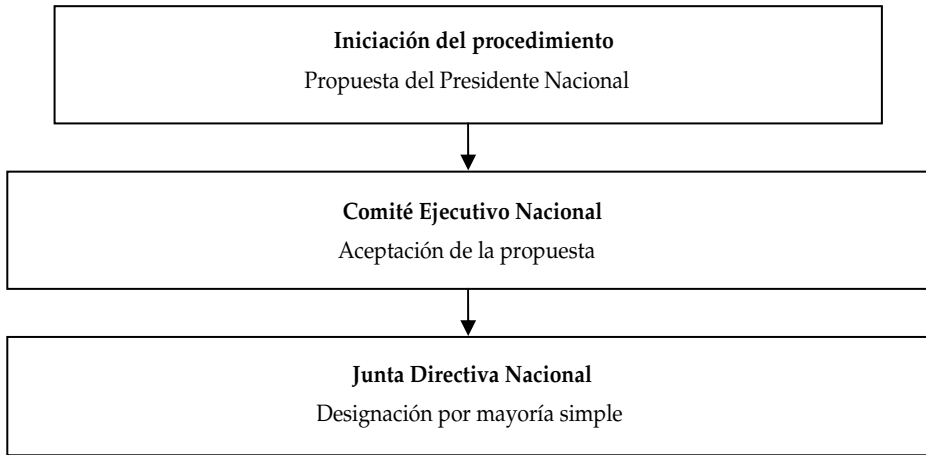 Iniciación del procedimiento
Propuesta del Presidente Nacional
Comité Ejecutivo Nacional
Aceptación de la propuesta
Junta Directiva Nacional
Designación por mayoría simple